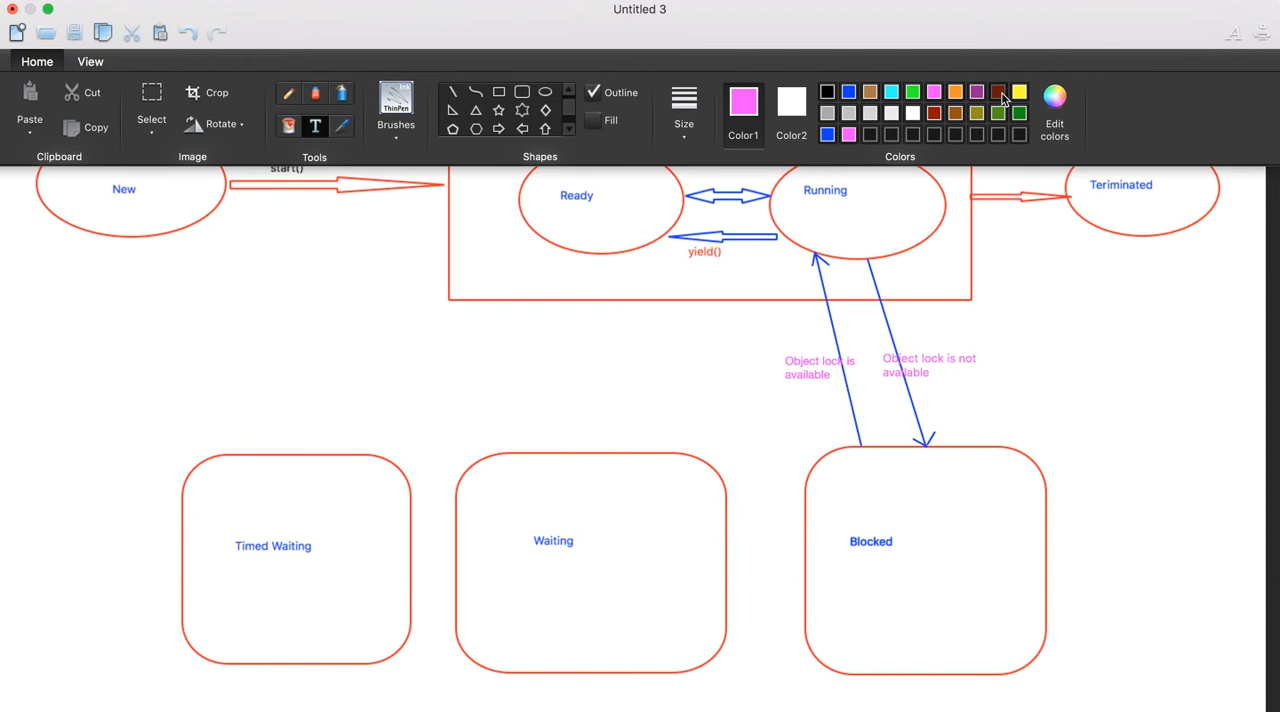 Untitled 3
Home
View
Paste
Cut
Copy
Clipboard
Select
Crop
Rotate
Image
T
Tools
Ink
ThinPen
Brushes
Shapes
Outline
Fill
Size
Color1
Color2
Colors
Edit
colors
start()
New
Ready
Running
Teriminated
yield()
Object lock is
available
Object lock is not
available
Timed Waiting
Waiting
Blocked